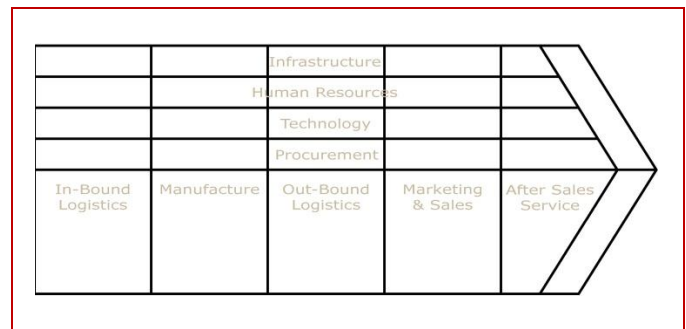 Infrastructure
Human Resources
Technology
Procurement
In-Bound
Logistics
Manufacture
Out-Bound
Logistics
Marketing
& Sales
After Sales
Service